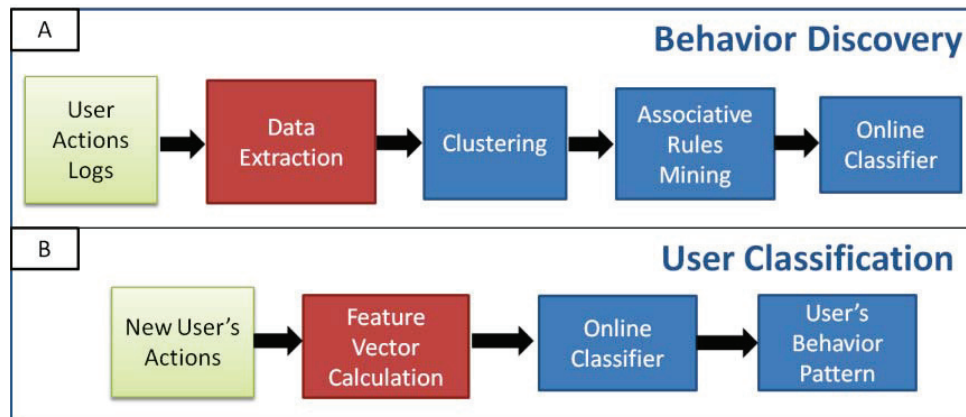 A
Behavior Discovery
User
Actions
Logs
Data
Extraction
Clustering
Associative
Rules
Mining
Online
Classifier
B
User Classification
New User's
Actions
Feature
Vector
Calculation
Online
Classifier
User's
Behavior
Pattern